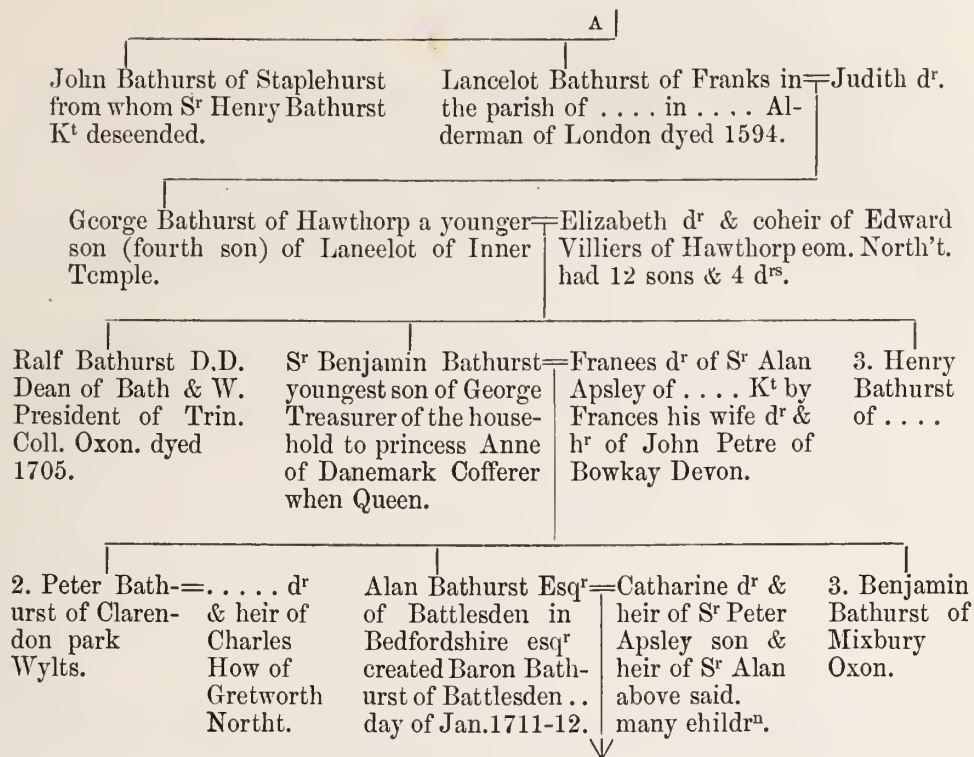 A
John Bathurst of Staplehurst
from whom Sʳ Henry Bathurst
Kᵗ deseended.
Lancelot Bathurst of Franks in
the parish of . . . . in . . . . Al-
derman of London dyed 1594.
Judith dʳ.
George Bathurst of Hawthorp a younger
son (fourth son) of Laneelot of Inner
Temple.
Elizabeth dʳ & coheir of Edward
Villiers of Hawthorp eom. North't.
had 12 sons & 4 dʳˢ.
Ralf Bathurst D.D.
Dean of Bath & W.
President of Trin.
Coll. Oxon. dyed
1705.
Sʳ Benjamin Bathurst
youngest son of George
Treasurer of the house-
hold to princess Anne
of Danemark Cofferer
when Queen.
Franees dʳ of Sʳ Alan
Apsley of . . . . Kᵗ by
Frances his wife dʳ &
hʳ of John Petre of
Bowkay Devon.
3. Henry
Bathurst
of . . . .
2. Peter Bath-
urst of Claren-
don park
Wylts.
. . . . . dʳ
& heir of
Charles
How of
Gretworth
Northt.
Alan Bathurst Esqʳ
of Battlesden in
Bedfordshire esqʳ
created Baron Bath-
urst of Battlesden . .
day of Jan. 1711-12.
Catharine dʳ &
heir of Sʳ Peter
Apsley son &
heir of Sʳ Alan
above said.
many ehildrⁿ.
3. Benjamin
Bathurst of
Mixbury
Oxon.